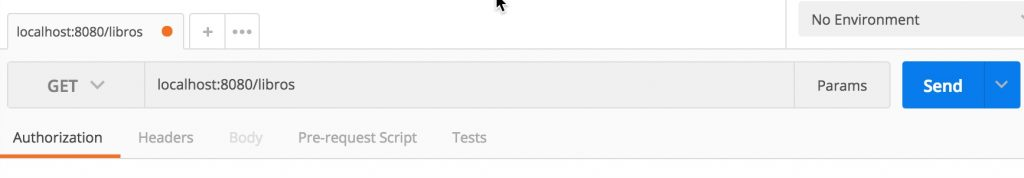 localhost:8080/libros + ••• No Environment
GET localhost:8080/libros Params Send
Authorization Headers Body Pre-request Script Tests